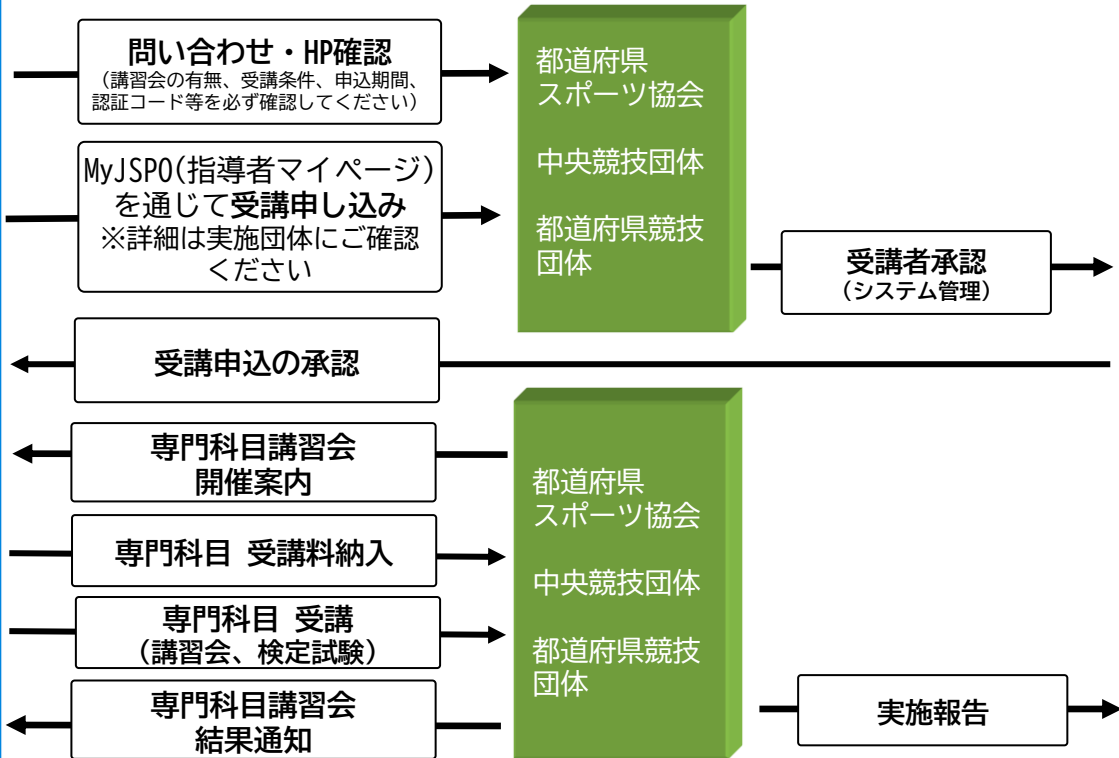 問い合わせ・HP確認
（講習会の有無、受講条件、申込期間、
認証コード等を必ず確認してください）
MyJSPO(指導者マイページ)
を通じて受講申し込み
※詳細は実施団体にご確認
ください
都道府県
スポーツ協会
中央競技団体
都道府県競技
団体
受講者承認
（システム管理）
受講申込の承認
専門科目講習会
開催案内
専門科目 受講料納入
専門科目 受講
（講習会、検定試験）
専門科目講習会
結果通知
都道府県
スポーツ協会
中央競技団体
都道府県競技
団体
実施報告